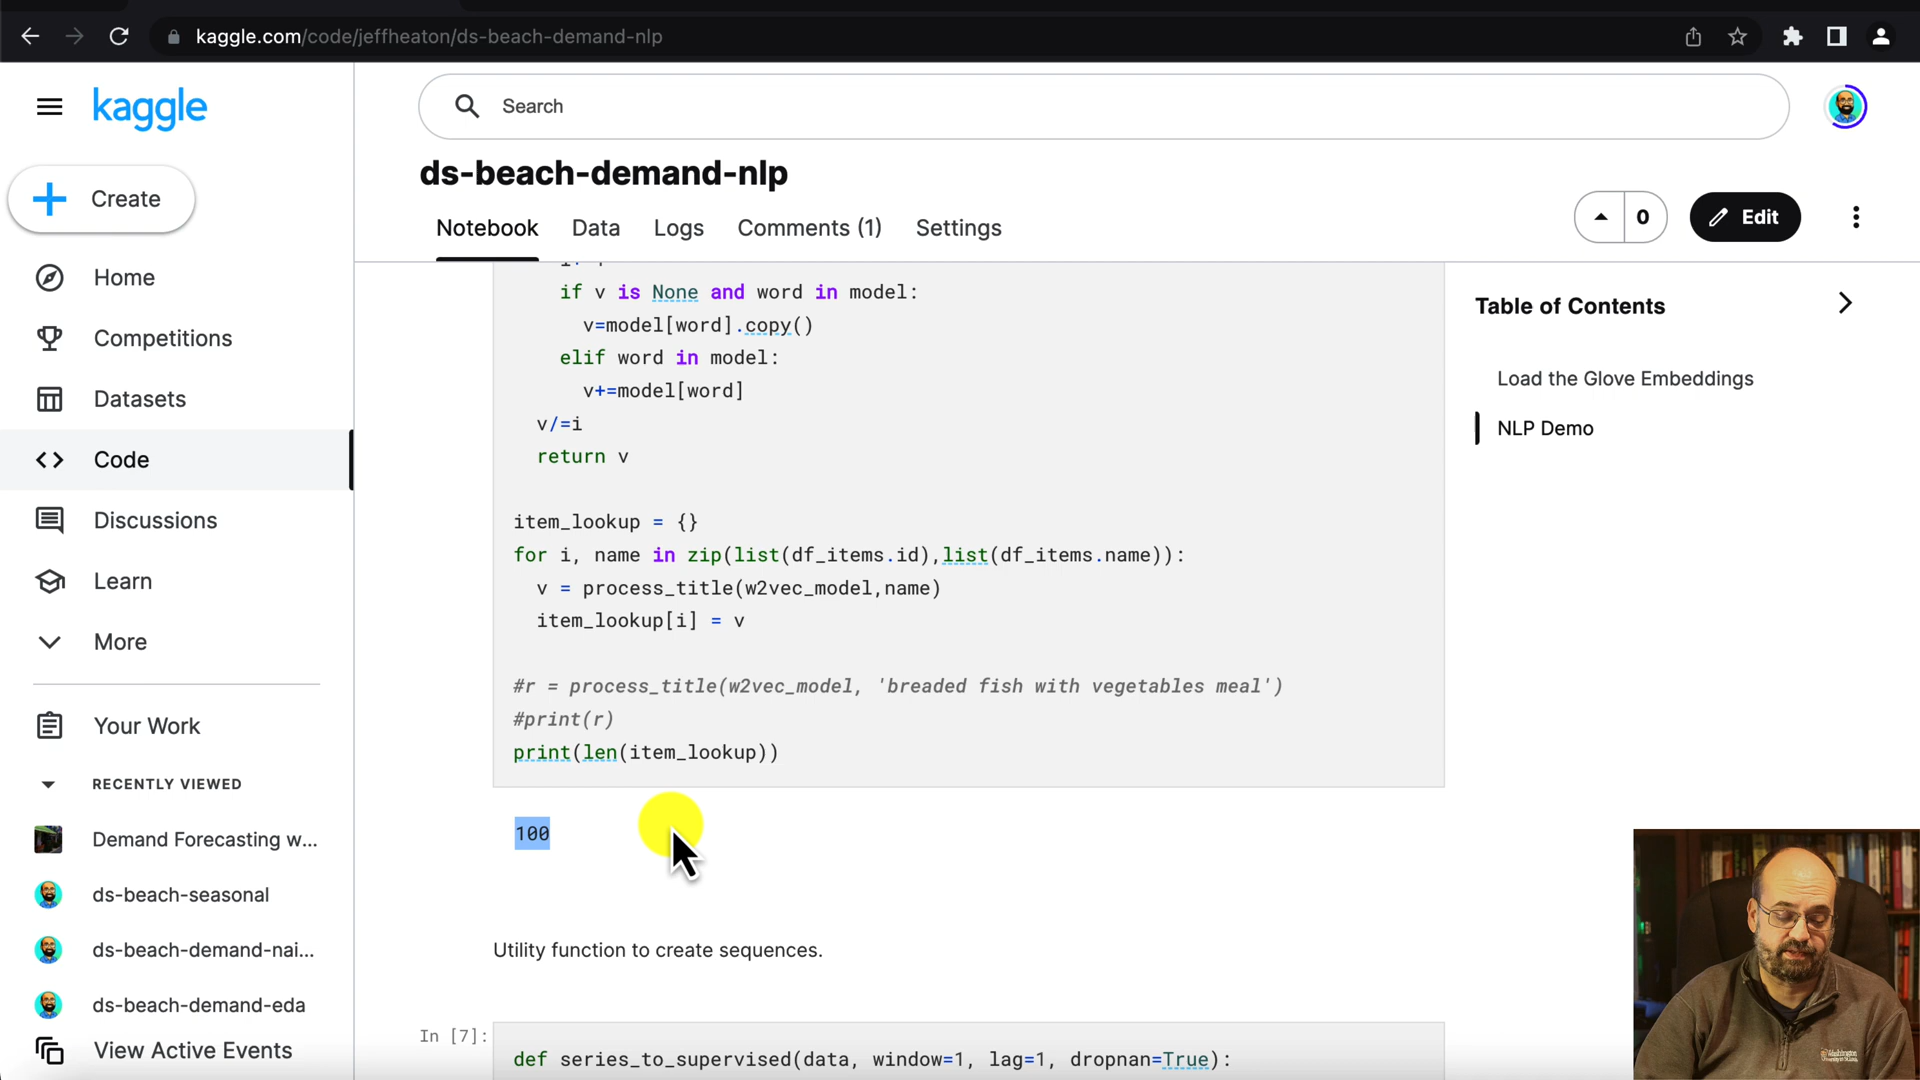 kaggle.com/code/jeffheaton/ds-beach-demand-nlp
kaggle
Search
Create
ds-beach-demand-nlp
Notebook Data Logs Comments (1) Settings
0
Edit
Home
Competitions
Datasets
Code
Discussions
Learn
More
Your Work
RECENTLY VIEWED
Demand Forecasting w...
ds-beach-seasonal
ds-beach-demand-nai...
ds-beach-demand-eda
View Active Events
if v is None and word in model:
v=model[word].copy()
elif word in model:
v+=model[word]
v/=i
return v
item_lookup = {}
for i, name in zip(list(df_items.id),list(df_items.name)):
v = process_title(w2vec_model,name)
item_lookup[i] = v
#r = process_title(w2vec_model, 'breaded fish with vegetables meal')
#print(r)
print(len(item_lookup))
100
Utility function to create sequences.
In [7]:
def series_to_supervised(data, window=1, lag=1, dropnan=True):
Table of Contents
Load the Glove Embeddings
NLP Demo